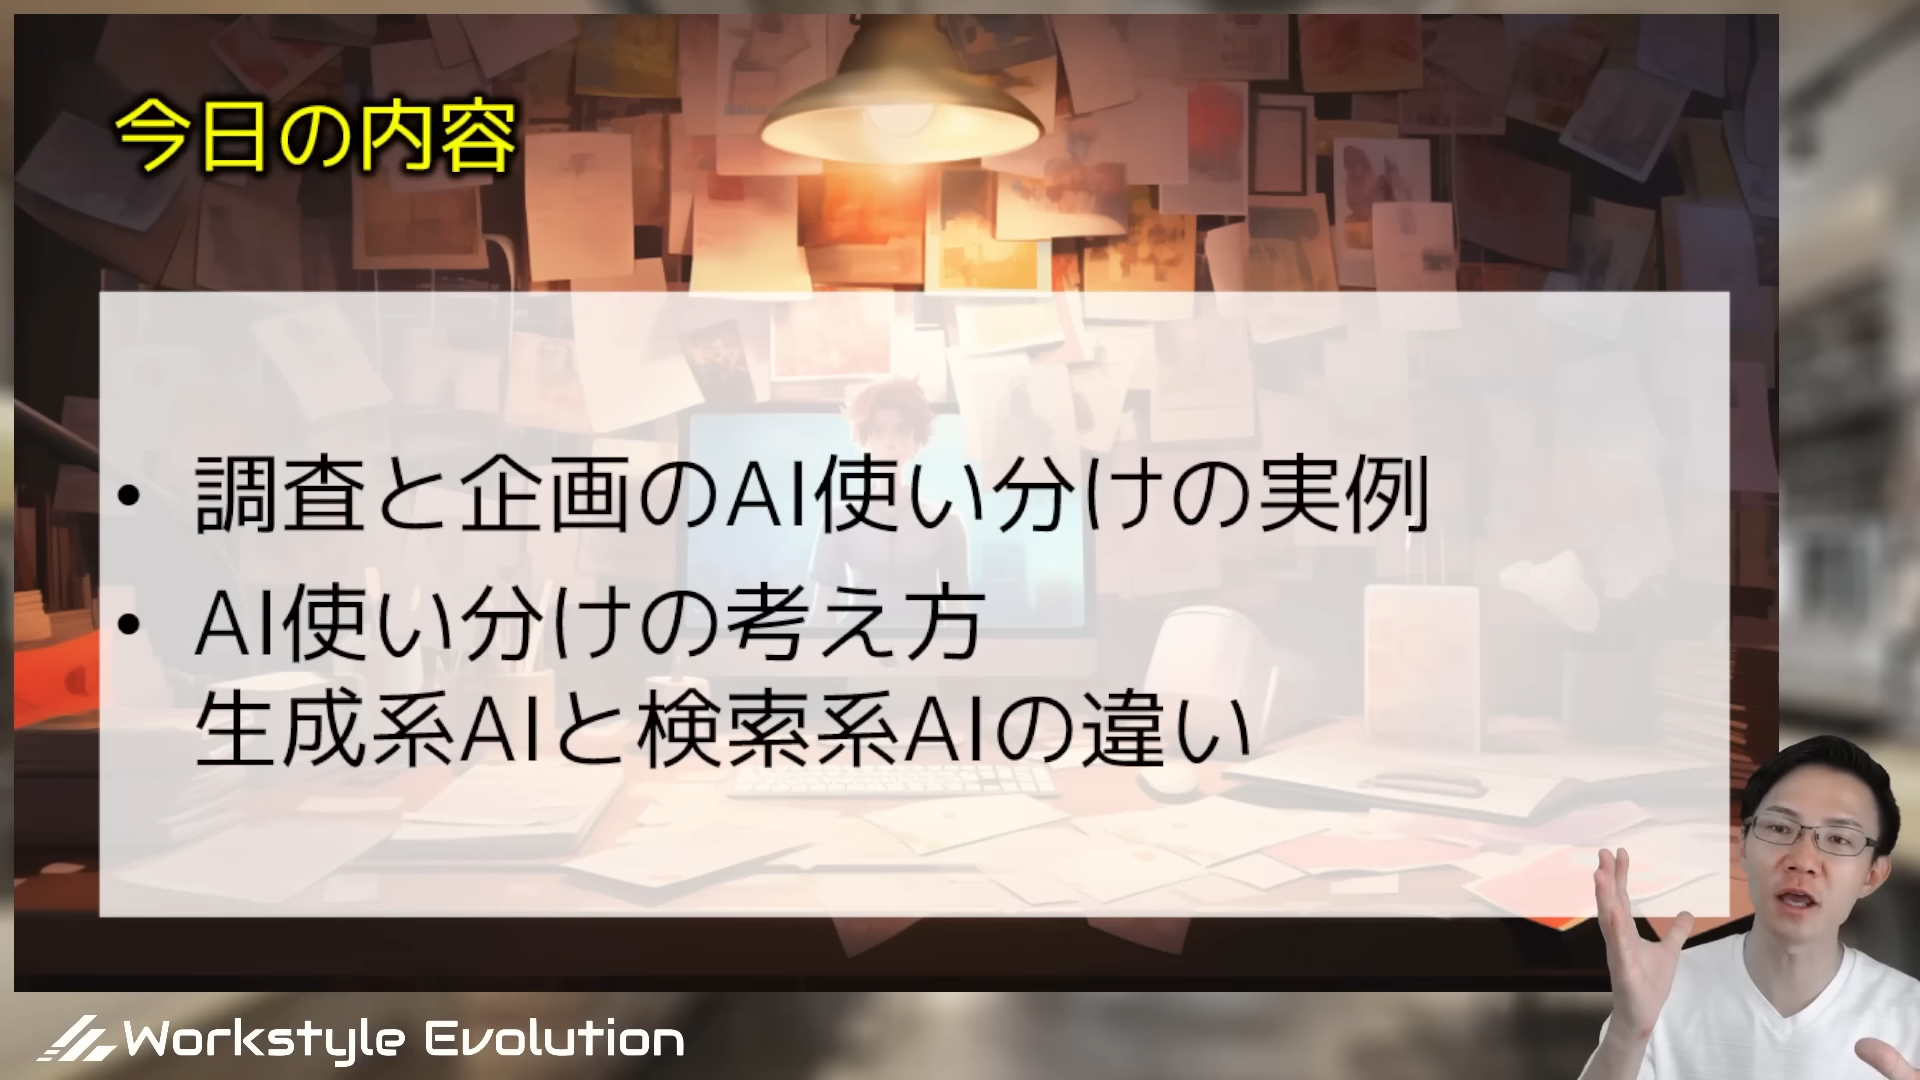 今日の内容
• 調査と企画のAI使い分けの実例
• AI使い分けの考え方
生成系AIと検索系AIの違い
Workstyle Evolution